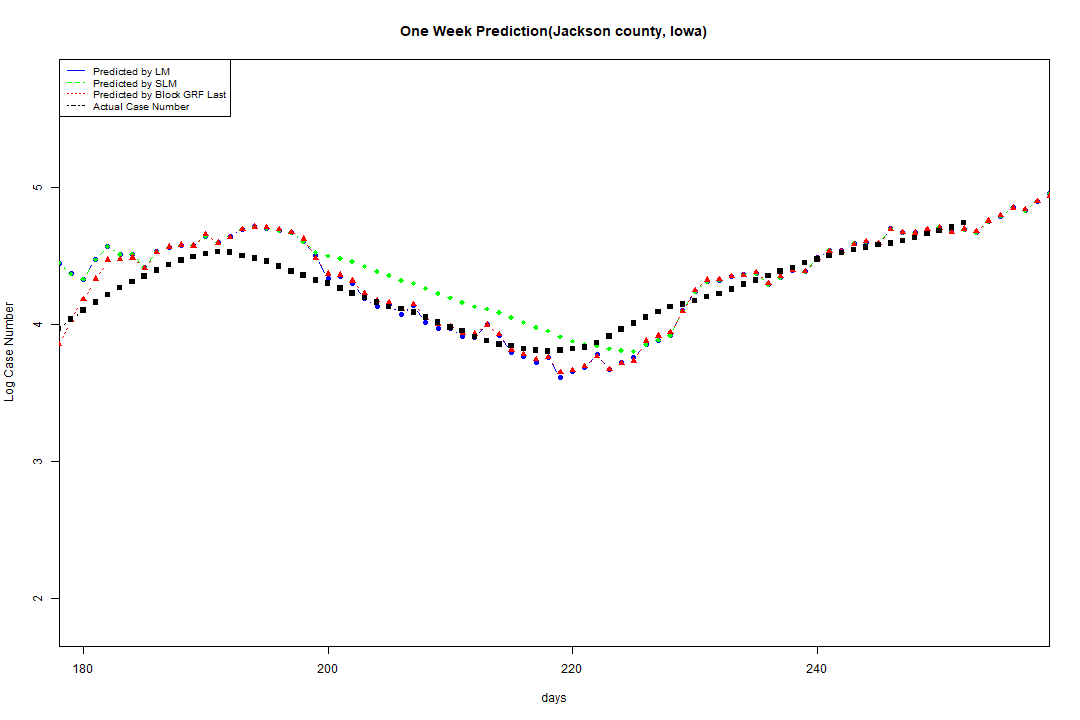 One Week Prediction(Jackson county, Iowa)
Predicted by LM
Predicted by SLM
Predicted by Block GRF Last
Actual Case Number
5
4
3
2
Log Case Number
180 200 220 240
days